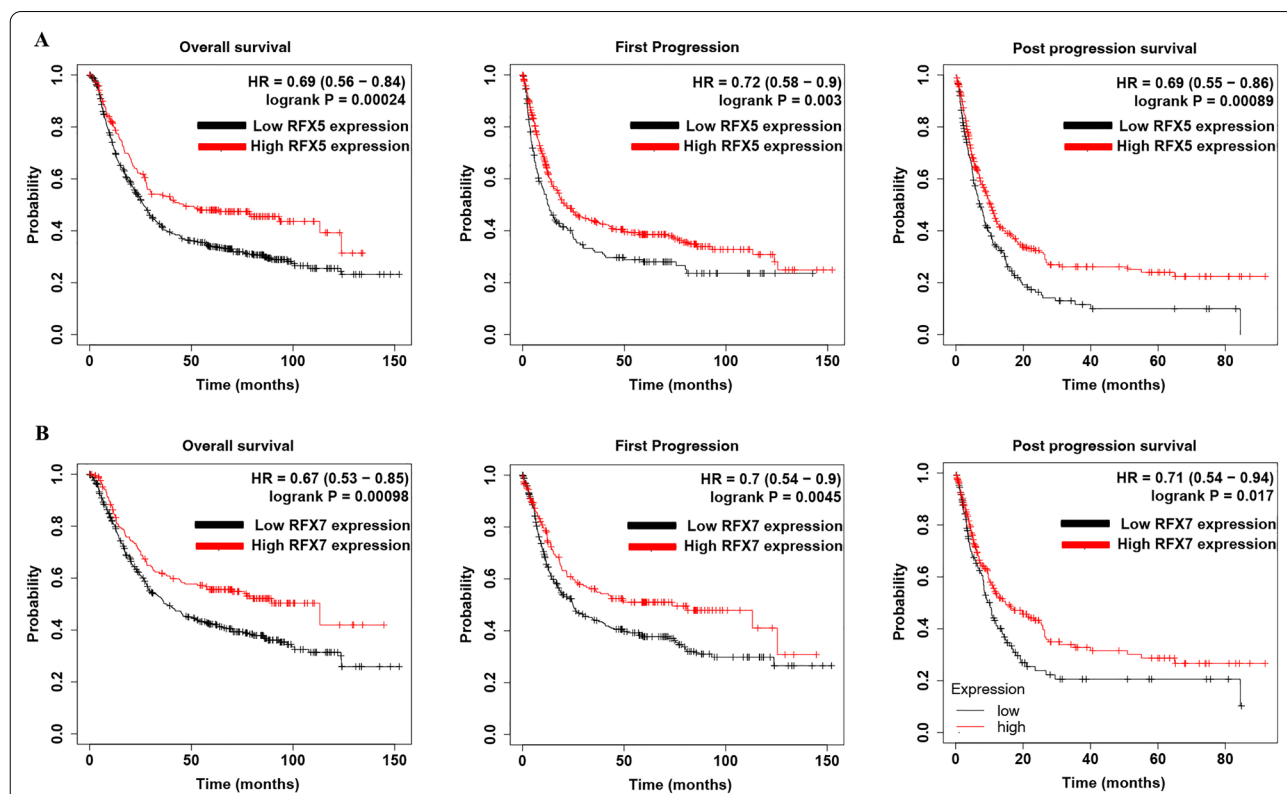 A
Overall survival
HR = 0.69 (0.56 − 0.84)
logrank P = 0.00024
Low RFX5 expression
High RFX5 expression
Probability
1.0
0.8
0.6
0.4
0.2
0.0
0 50 100 150
Time (months)
First Progression
HR = 0.72 (0.58 − 0.9)
logrank P = 0.003
Low RFX5 expression
High RFX5 expression
Probability
1.0
0.8
0.6
0.4
0.2
0.0
0 50 100 150
Time (months)
Post progression survival
HR = 0.69 (0.55 − 0.86)
logrank P = 0.00089
Low RFX5 expression
High RFX5 expression
Probability
1.0
0.8
0.6
0.4
0.2
0.0
0 20 40 60 80
Time (months)
B
Overall survival
HR = 0.67 (0.53 − 0.85)
logrank P = 0.00098
Low RFX7 expression
High RFX7 expression
Probability
1.0
0.8
0.6
0.4
0.2
0.0
0 50 100 150
Time (months)
First Progression
HR = 0.7 (0.54 − 0.9)
logrank P = 0.0045
Low RFX7 expression
High RFX7 expression
Probability
1.0
0.8
0.6
0.4
0.2
0.0
0 50 100 150
Time (months)
Post progression survival
HR = 0.71 (0.54 − 0.94)
logrank P = 0.017
Low RFX7 expression
High RFX7 expression
Probability
1.0
0.8
0.6
0.4
0.2
0.0
Expression
low
high
0 20 40 60 80
Time (months)